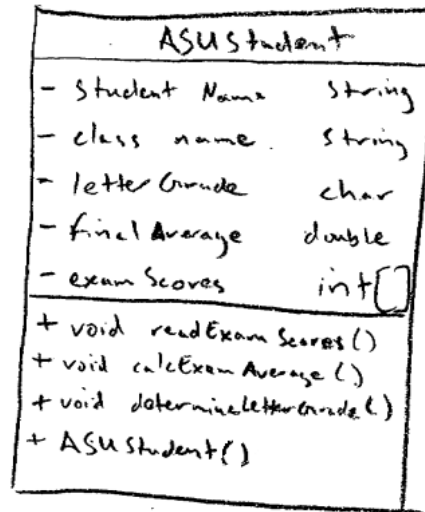 ASUStudent
- Student Name String
- class name. String
- letterGrade char
- finalAverage double
- examScores int[]
+ void readExamScores()
+ void calcExamAverage()
+ void determineLetterGrade()
+ ASUStudent()